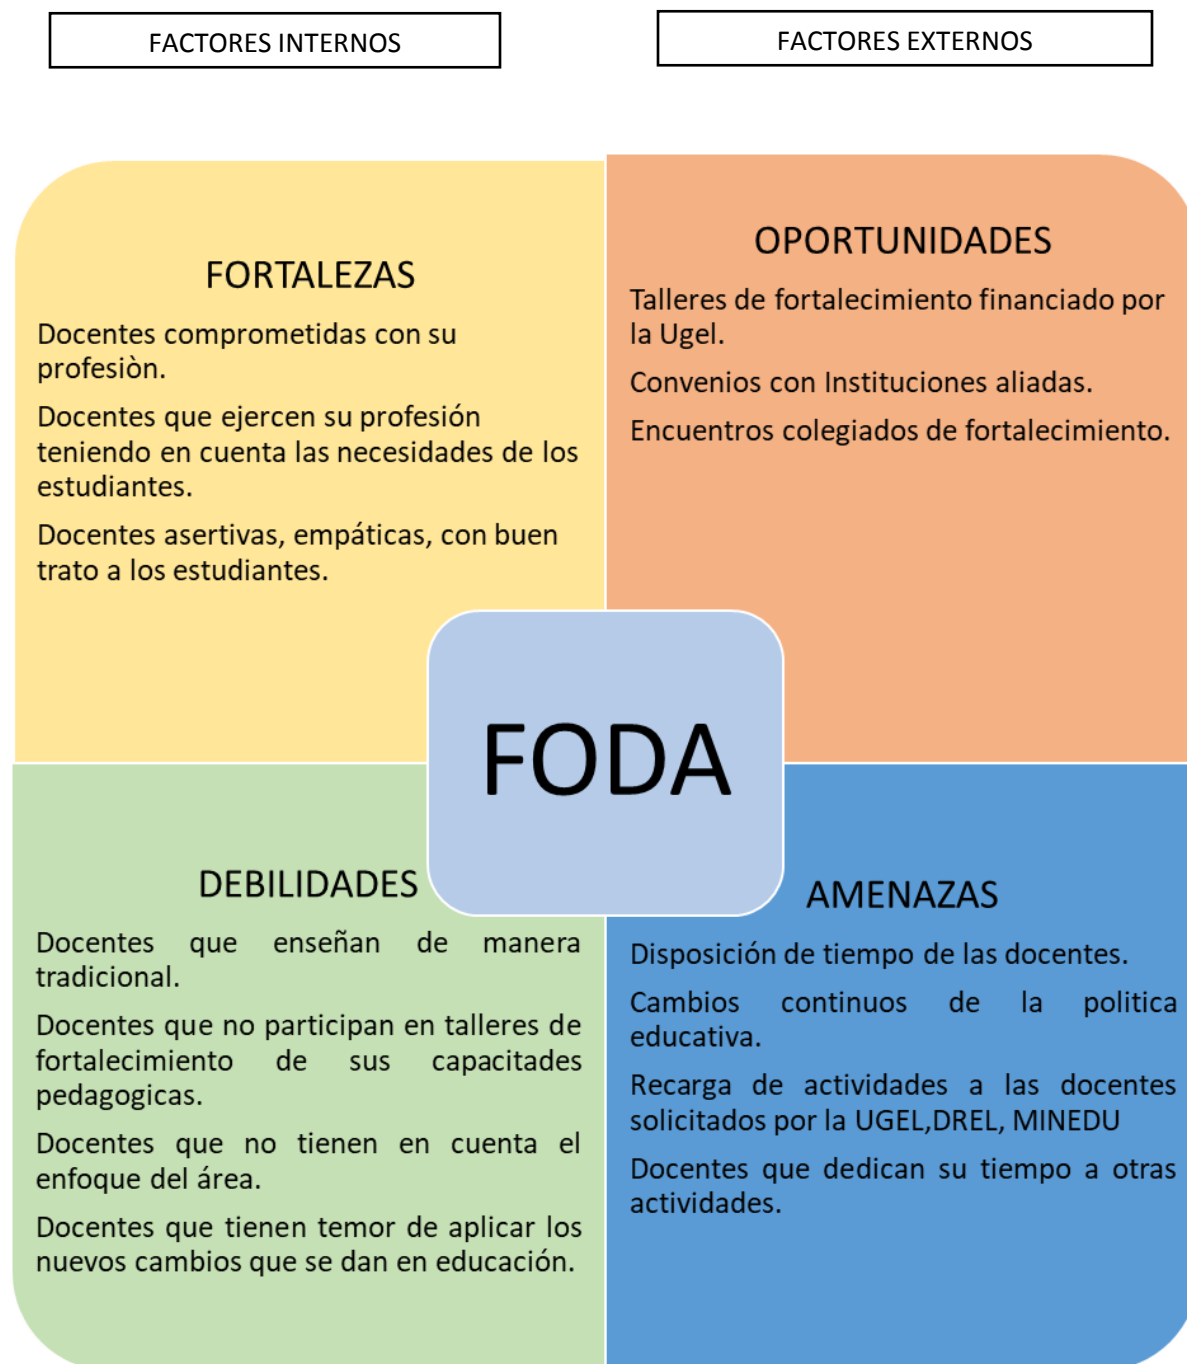 FACTORES INTERNOS
FACTORES EXTERNOS
FORTALEZAS
Docentes comprometidas con su
profesiòn.
Docentes que ejercen su profesión
teniendo en cuenta las necesidades de los
estudiantes.
Docentes asertivas, empáticas, con buen
trato a los estudiantes.
OPORTUNIDADES
Talleres de fortalecimiento financiado por
la Ugel.
Convenios con Instituciones aliadas.
Encuentros colegiados de fortalecimiento.
FODA
DEBILIDADES
Docentes que enseñan de manera
tradicional.
Docentes que no participan en talleres de
fortalecimiento de sus capacitades
pedagogicas.
Docentes que no tienen en cuenta el
enfoque del área.
Docentes que tienen temor de aplicar los
nuevos cambios que se dan en educación.
AMENAZAS
Disposición de tiempo de las docentes.
Cambios continuos de la politica
educativa.
Recarga de actividades a las docentes
solicitados por la UGEL,DREL, MINEDU
Docentes que dedican su tiempo a otras
actividades.